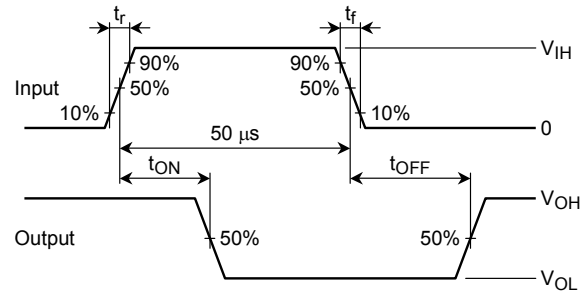 tr
tf
90%
90%
VIH
Input
50%
50%
10%
10%
0
50 μs
tON
tOFF
VOH
Output
50%
50%
VOL